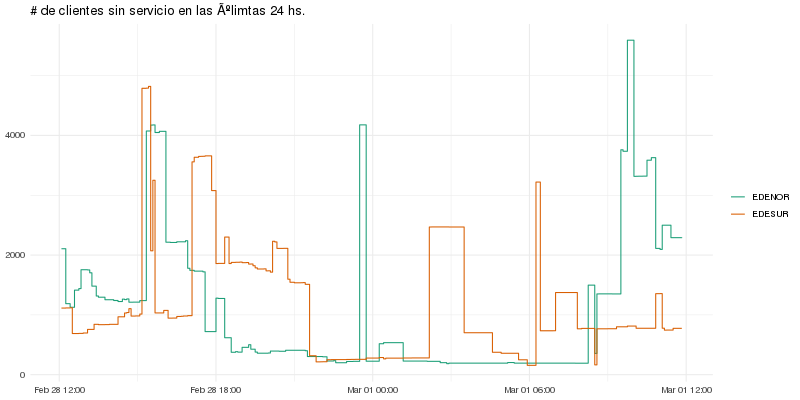 # de clientes sin servicio en las Ãºlimtas 24 hs.
4000
2000
0
Feb 28 12:00
Feb 28 18:00
Mar 01 00:00
Mar 01 06:00
Mar 01 12:00
EDENOR
EDESUR